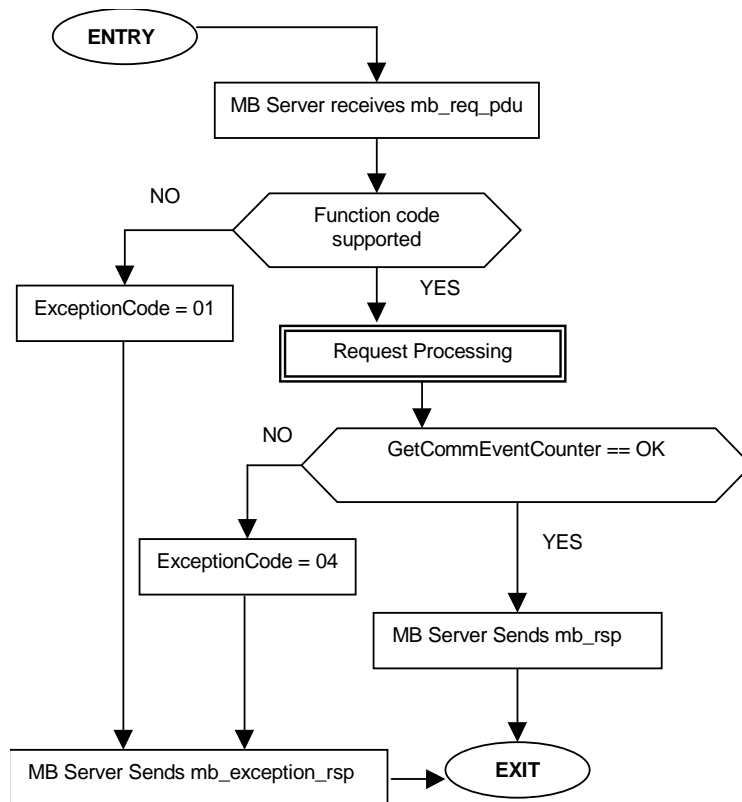 ENTRY
MB Server receives mb_req_pdu
NO
Function code
supported
YES
ExceptionCode = 01
Request Processing
NO
GetCommEventCounter == OK
YES
ExceptionCode = 04
MB Server Sends mb_rsp
MB Server Sends mb_exception_rsp
EXIT